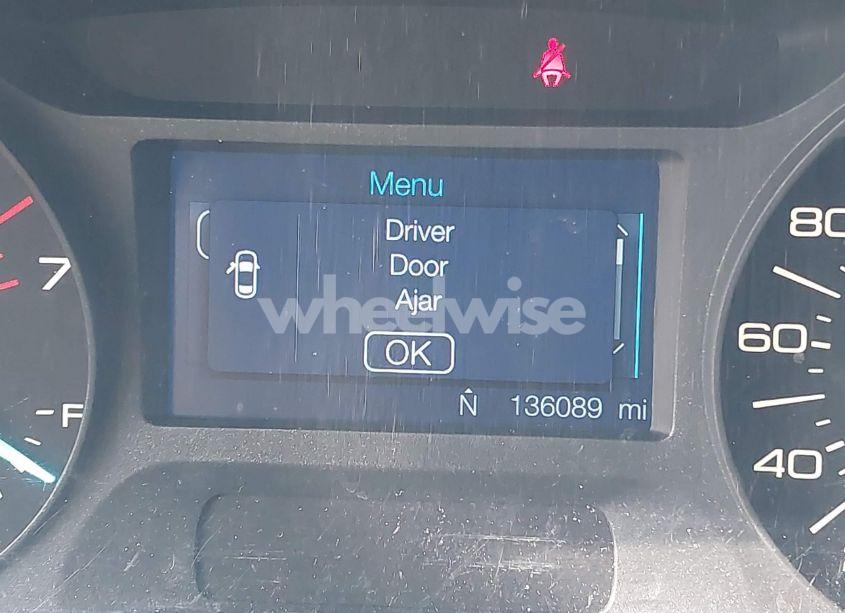 Menu
Driver
Door
Ajar
OK
N 136089 mi
7
F
80
60
40
wheelwise